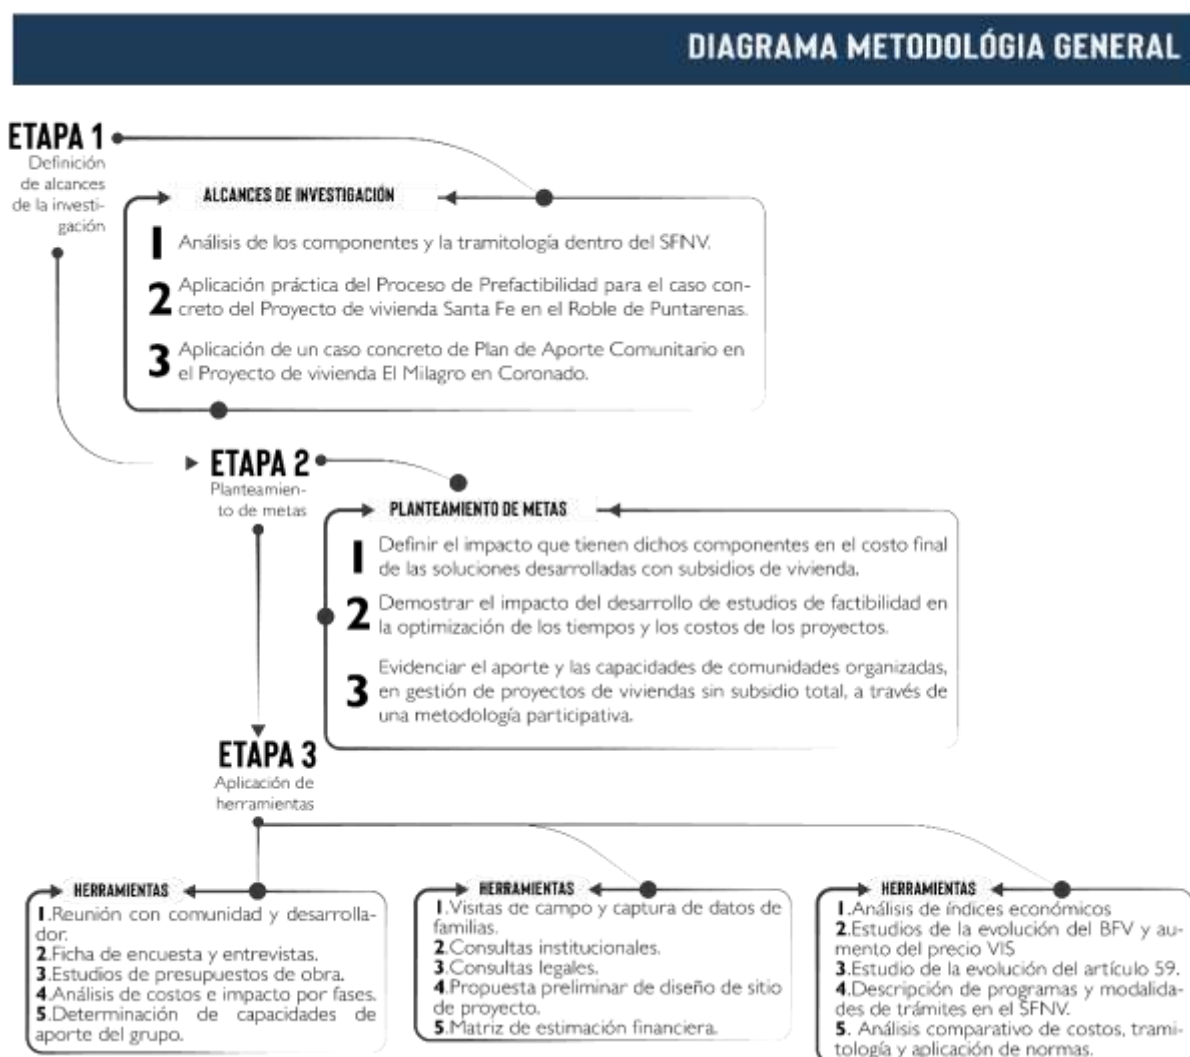 DIAGRAMA METODOLÓGIA GENERAL
ETAPA 1
Definición
de alcances
de la investi-
gación
ALCANCES DE INVESTIGACIÓN
1 Análisis de los componentes y la tramitología dentro del SFNV.
2 Aplicación práctica del Proceso de Prefactibilidad para el caso con-
creto del Proyecto de vivienda Santa Fe en el Roble de Puntarenas.
3 Aplicación de un caso concreto de Plan de Aporte Comunitario en
el Proyecto de vivienda El Milagro en Coronado.
ETAPA 2
Planteamien-
to de metas
PLANTEAMIENTO DE METAS
1 Definir el impacto que tienen dichos componentes en el costo final
de las soluciones desarrolladas con subsidios de vivienda.
2 Demostrar el impacto del desarrollo de estudios de factibilidad en
la optimización de los tiempos y los costos de los proyectos.
3 Evidenciar el aporte y las capacidades de comunidades organizadas,
en gestión de proyectos de viviendas sin subsidio total, a través de
una metodología participativa.
ETAPA 3
Aplicación de
herramientas
HERRAMIENTAS
1.Reunión con comunidad y desarrolla-
dor.
2.Ficha de encuesta y entrevistas.
3.Estudios de presupuestos de obra.
4.Análisis de costos e impacto por fases.
5.Determinación de capacidades de
aporte del grupo.
HERRAMIENTAS
1.Visitas de campo y captura de datos de
familias.
2.Consultas institucionales.
3.Consultas legales.
4.Propuesta preliminar de diseño de sitio
de proyecto.
5.Matriz de estimación financiera.
HERRAMIENTAS
1.Análisis de índices económicos
2.Estudios de la evolución del BFV y au-
mento del precio VIS
3.Estudio de la evolución del artículo 59.
4.Descripción de programas y modalida-
des de trámites en el SFNV.
5. Análisis comparativo de costos, trami-
tología y aplicación de normas.